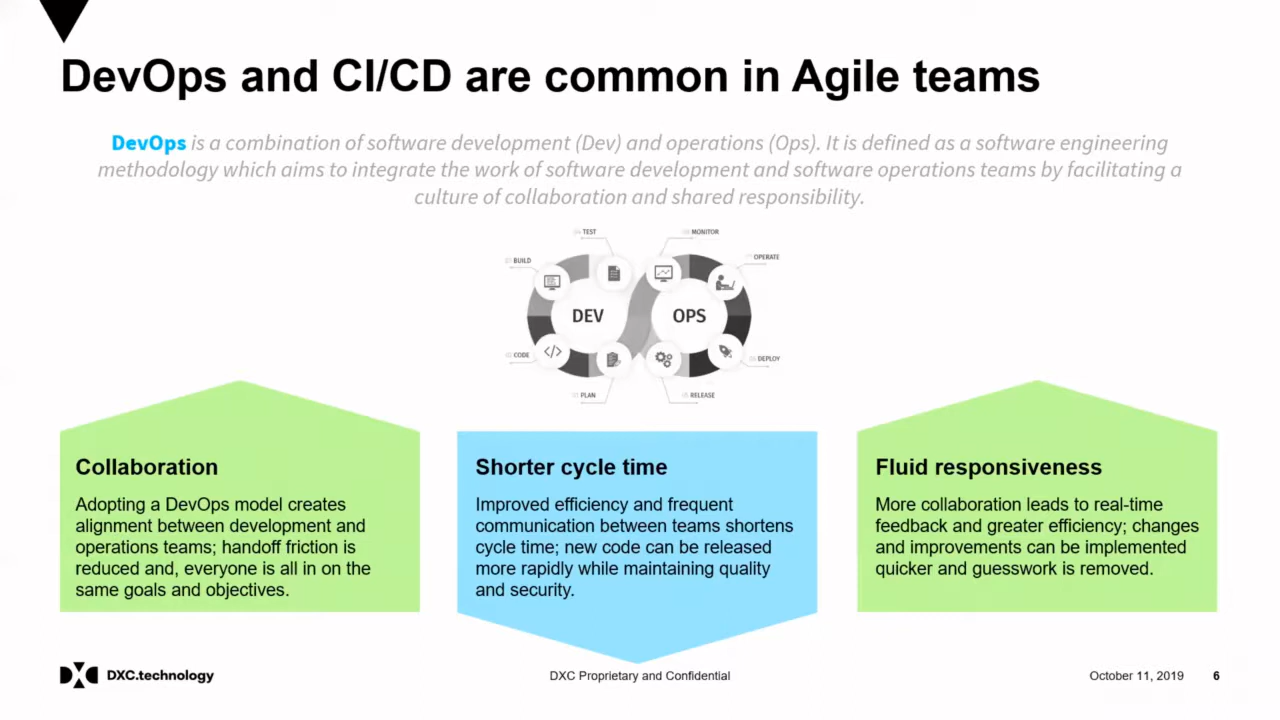 DevOps and CI/CD are common in Agile teams
DevOps is a combination of software development (Dev) and operations (Ops). It is defined as a software engineering
methodology which aims to integrate the work of software development and software operations teams by facilitating a
culture of collaboration and shared responsibility.
TEST
MONITOR
BUILD
OPERATE
DEV
OPS
CODE
DEPLOY
PLAN
RELEASE
Collaboration
Adopting a DevOps model creates
alignment between development and
operations teams; handoff friction is
reduced and, everyone is all in on the
same goals and objectives.
Shorter cycle time
Improved efficiency and frequent
communication between teams shortens
cycle time; new code can be released
more rapidly while maintaining quality
and security.
Fluid responsiveness
More collaboration leads to real-time
feedback and greater efficiency; changes
and improvements can be implemented
quicker and guesswork is removed.
DXC.technology
DXC Proprietary and Confidential
October 11, 2019
6